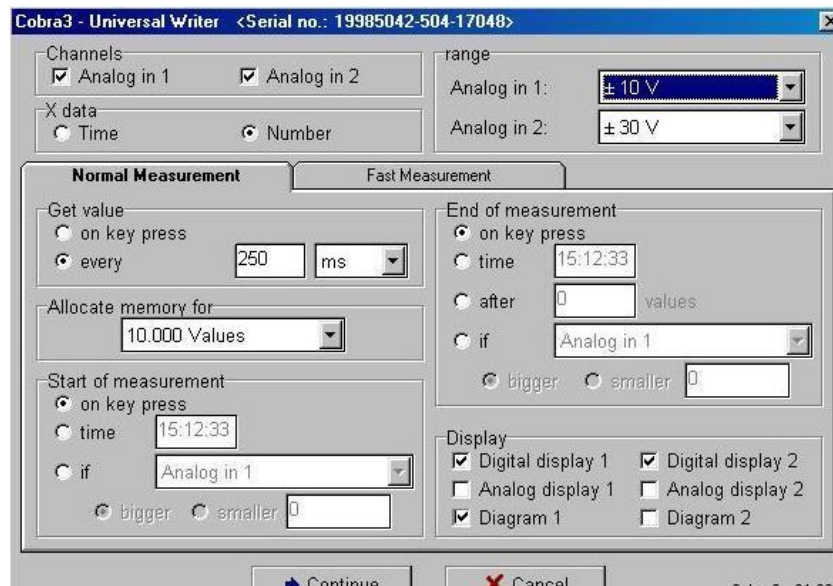 Cobra3 - Universal Writer <Serial no.: 19985042-504-17048>
Channels
Analog in 1 Analog in 2
X data
Time Number
range
Analog in 1: ± 10 V
Analog in 2: ± 30 V
Normal Measurement Fast Measurement
Get value
on key press
every 250 ms
Allocate memory for
10.000 Values
Start of measurement
on key press
time 15:12:33
if Analog in 1
bigger smaller 0
End of measurement
on key press
time 15:12:33
after 0 values
if Analog in 1
bigger smaller 0
Display
Digital display 1 Digital display 2
Analog display 1 Analog display 2
Diagram 1 Diagram 2
Continue Cancel